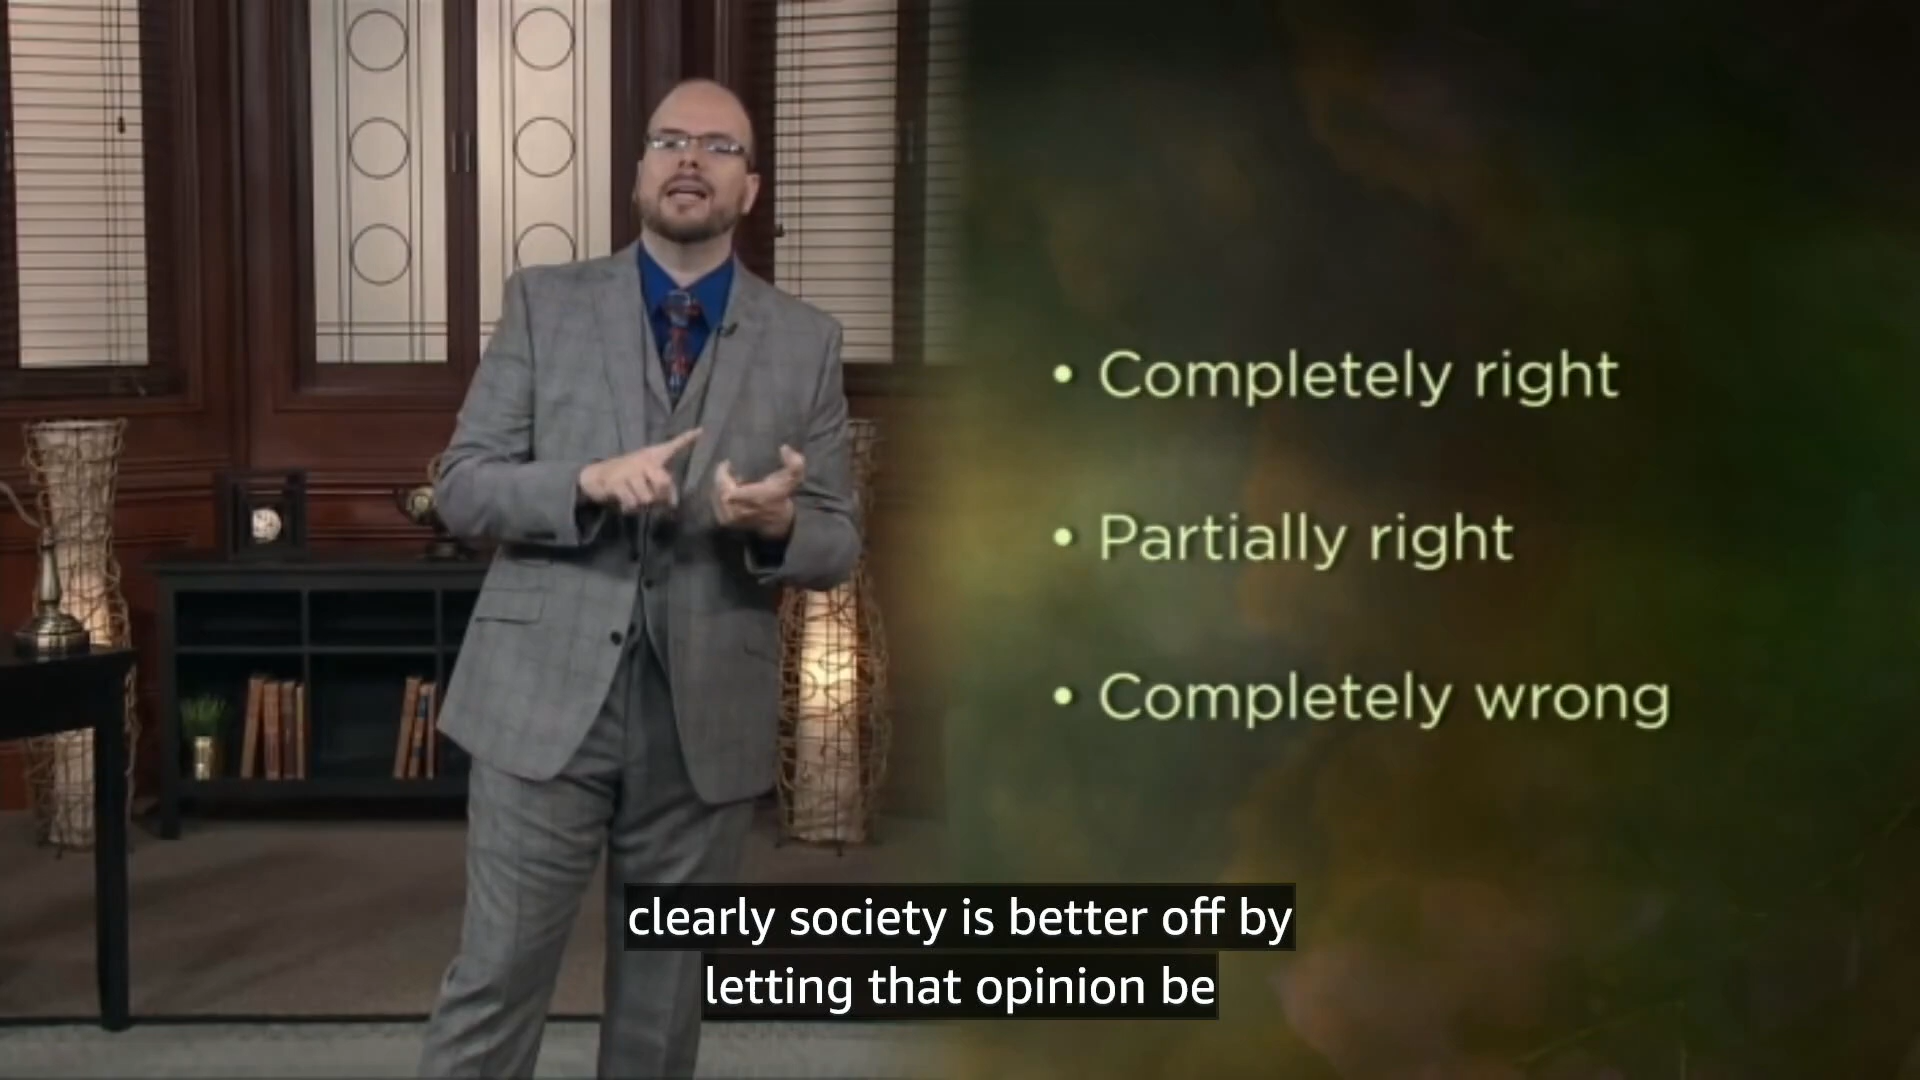 • Completely right
• Partially right
• Completely wrong
clearly society is better off by
letting that opinion be